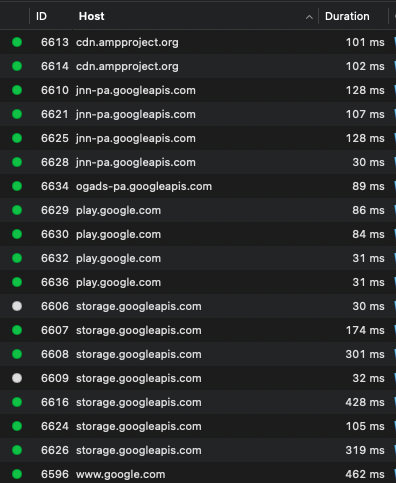 ID Host Duration
6613 cdn.ampproject.org 101 ms
6614 cdn.ampproject.org 102 ms
6610 jnn-pa.googleapis.com 128 ms
6621 jnn-pa.googleapis.com 107 ms
6625 jnn-pa.googleapis.com 128 ms
6628 jnn-pa.googleapis.com 30 ms
6634 ogads-pa.googleapis.com 89 ms
6629 play.google.com 86 ms
6630 play.google.com 84 ms
6632 play.google.com 31 ms
6636 play.google.com 31 ms
6606 storage.googleapis.com 30 ms
6607 storage.googleapis.com 174 ms
6608 storage.googleapis.com 301 ms
6609 storage.googleapis.com 32 ms
6616 storage.googleapis.com 428 ms
6624 storage.googleapis.com 105 ms
6626 storage.googleapis.com 319 ms
6596 www.google.com 462 ms